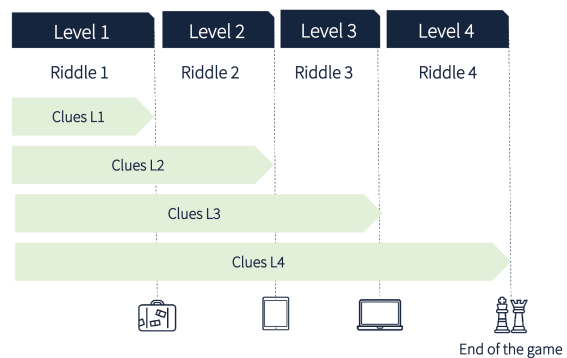 Level 1
Level 2
Level 3
Level 4
Riddle 1
Riddle 2
Riddle 3
Riddle 4
Clues L1
Clues L2
Clues L3
Clues L4
End of the game